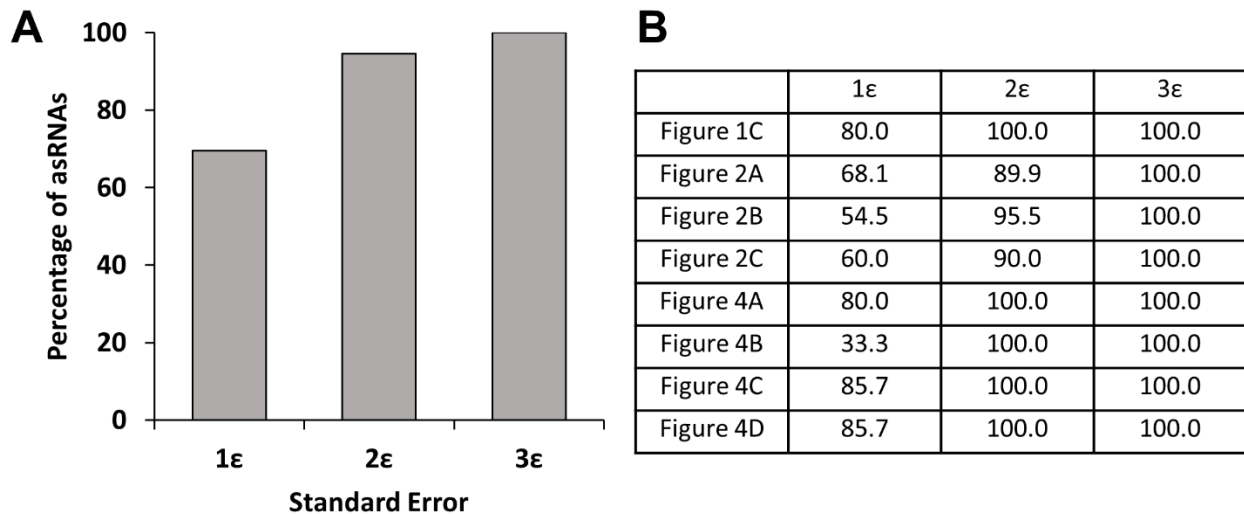 A
Percentage of asRNAs
100
80
60
40
20
0
1ε 2ε 3ε
Standard Error
B
1ε 2ε 3ε
Figure 1C 80.0 100.0 100.0
Figure 2A 68.1 89.9 100.0
Figure 2B 54.5 95.5 100.0
Figure 2C 60.0 90.0 100.0
Figure 4A 80.0 100.0 100.0
Figure 4B 33.3 100.0 100.0
Figure 4C 85.7 100.0 100.0
Figure 4D 85.7 100.0 100.0